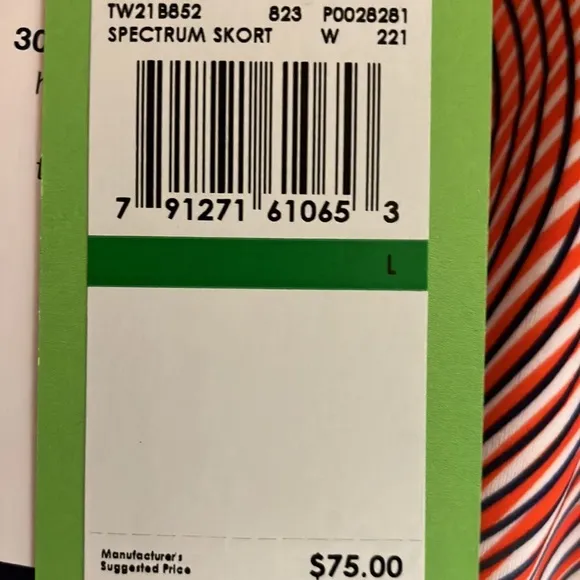 TW21B852 823 P0028281
SPECTRUM SKORT W 221
30
7 91271 61065 3
L
Manufacturer's
Suggested Price $75.00